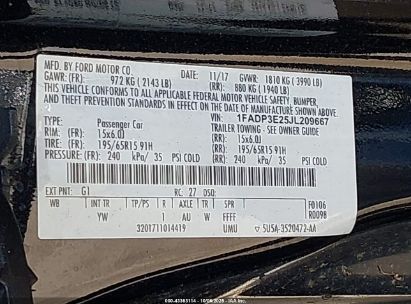 MFD. BY FORD MOTOR CO. 11/17 GVWR: 1810 KG ( 3990 LB)
GAWR: (FR) 972 KG ( 2143 LB) (RR) 880 KG ( 1940 LB)
THIS VEHICLE CONFORMS TO ALL APPLICABLE FEDERAL MOTOR VEHICLE SAFETY, BUMPER,
AND THEFT PREVENTION STANDARDS IN EFFECT ON THE DATE OF MANUFACTURE SHOWN ABOVE.
VIN: 1FADP3E25JL209667
TYPE: Passenger Car TRAILER TOWING - SEE OWNER GUIDE
RIM: (FR) 15x6.0J (RR) 15x6.0J
TIRE: (FR) 195/65R15 91H (RR) 195/65R15 91H
PRESSURE: (FR) 240 kPa/ 35 PSI COLD (RR) 240 kPa/ 35 PSI COLD
EXT PNT: G1 RC: 27 DSO:
WB INT TR TP/PS R AXLE TR SPR F0106
YW 1 AU W FFFF R0098
3201711014419 UMU 5U5A-3520472-AA